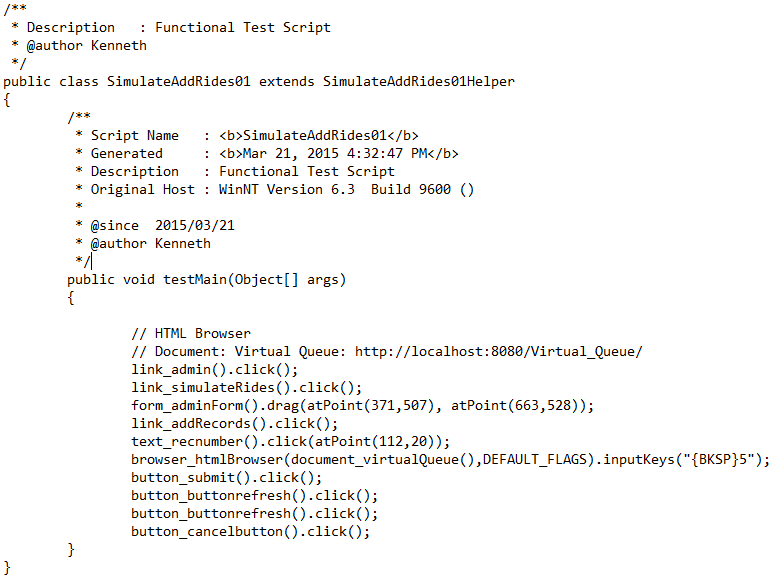 /**
 * Description   : Functional Test Script
 * @author Kenneth
 */
public class SimulateAddRides01 extends SimulateAddRides01Helper
{
        /**
         * Script Name   : <b>SimulateAddRides01</b>
         * Generated     : <b>Mar 21, 2015 4:32:47 PM</b>
         * Description   : Functional Test Script
         * Original Host : WinNT Version 6.3  Build 9600 ()
         *
         * @since  2015/03/21
         * @author Kenneth
         */
        public void testMain(Object[] args)
        {

                // HTML Browser
                // Document: Virtual Queue: http://localhost:8080/Virtual_Queue/
                link_admin().click();
                link_simulateRides().click();
                form_adminForm().drag(atPoint(371,507), atPoint(663,528));
                link_addRecords().click();
                text_recnumber().click(atPoint(112,20));
                browser_htmlBrowser(document_virtualQueue(),DEFAULT_FLAGS).inputKeys("{BKSP}5");
                button_submit().click();
                button_buttonrefresh().click();
                button_buttonrefresh().click();
                button_cancelbutton().click();
        }
}